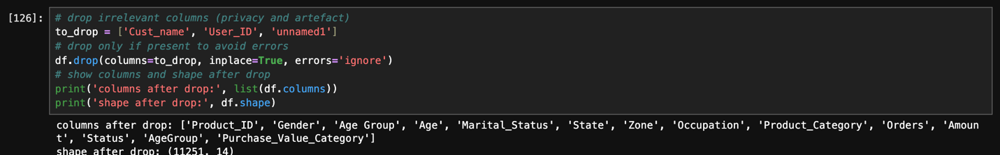 [126]: # drop irrelevant columns (privacy and artefact)
to_drop = ['Cust_name', 'User_ID', 'unnamed1']
# drop only if present to avoid errors
df.drop(columns=to_drop, inplace=True, errors='ignore')
# show columns and shape after drop
print('columns after drop:', list(df.columns))
print('shape after drop:', df.shape)
columns after drop: ['Product_ID', 'Gender', 'Age Group', 'Age', 'Marital_Status', 'State', 'Zone', 'Occupation', 'Product_Category', 'Orders', 'Amoun
t', 'Status', 'AgeGroup', 'Purchase_Value_Category']
shape after drop: (11251, 14)